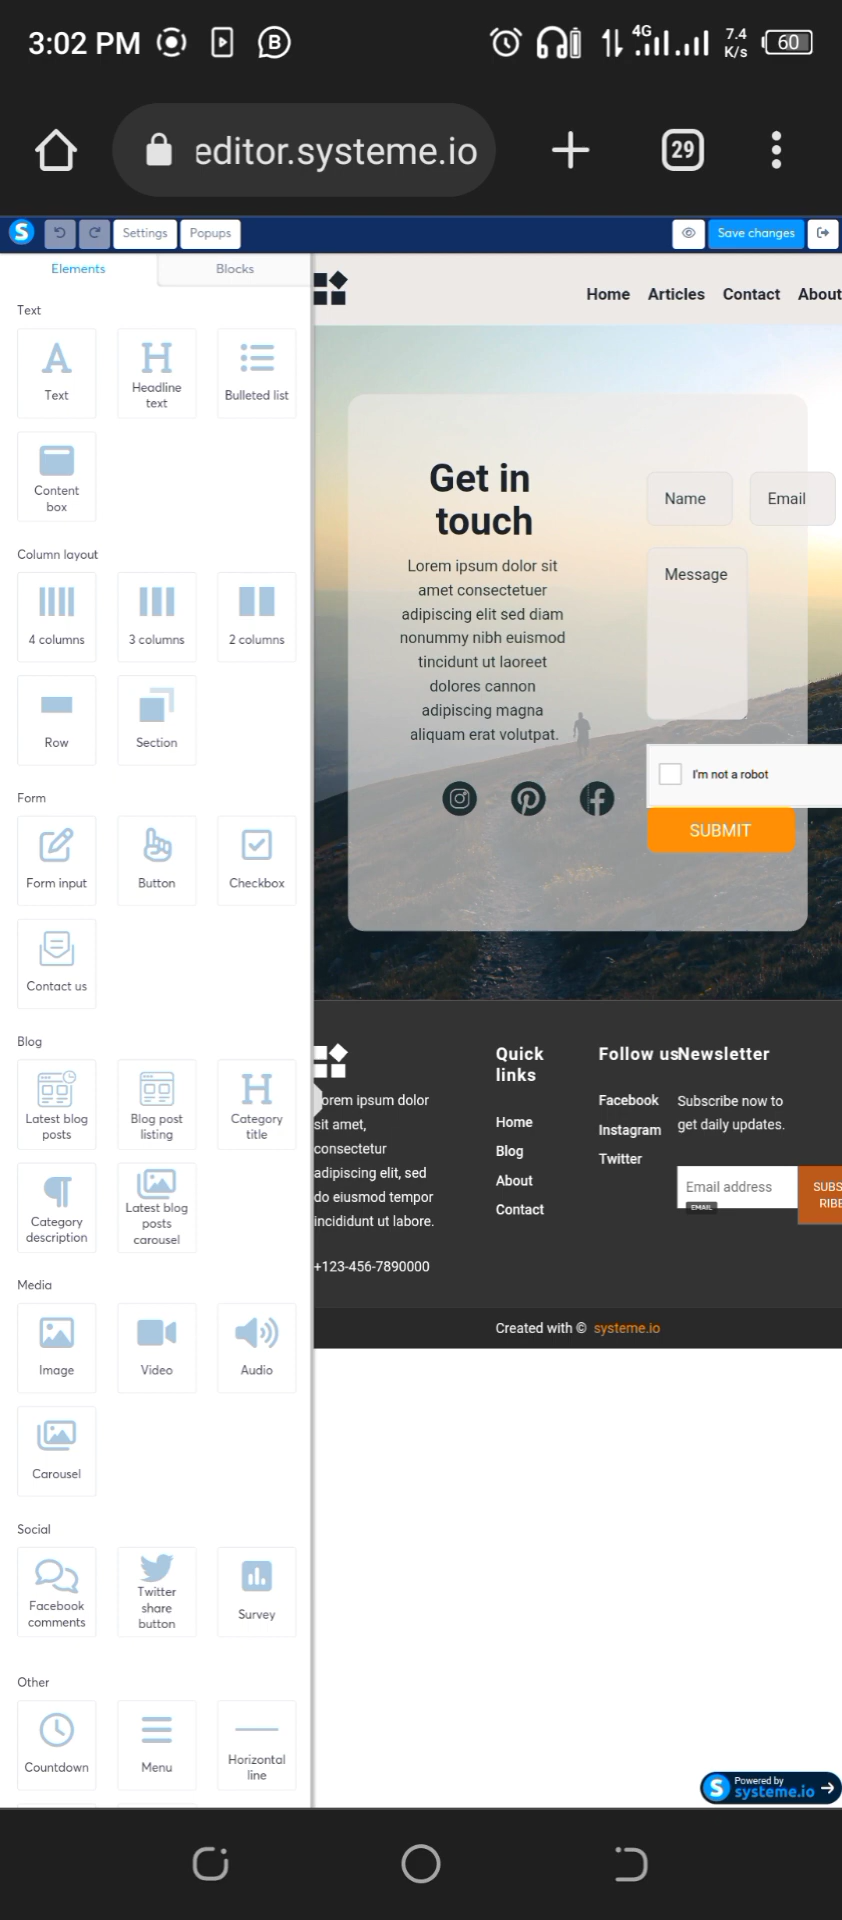 3:02 PM
4G
7.4
K/s
60
editor.systeme.io
29
Settings
Popups
Save changes
Elements
Blocks
Text
Text
Headline
text
Bulleted list
Content
box
Column layout
4 columns
3 columns
2 columns
Row
Section
Form
Form input
Button
Checkbox
Contact us
Blog
Latest blog
posts
Blog post
listing
Category
title
Category
description
Latest blog
posts
carousel
Media
Image
Video
Audio
Carousel
Social
Facebook
comments
Twitter
share
button
Survey
Other
Countdown
Menu
Horizontal
line
Home
Articles
Contact
About
Get in
touch
Lorem ipsum dolor sit
amet consectetuer
adipiscing elit sed diam
nonummy nibh euismod
tincidunt ut laoreet
dolores cannon
adipiscing magna
aliquam erat volutpat.
Name
Email
Message
I'm not a robot
SUBMIT
orem ipsum dolor
sit amet,
consectetur
adipiscing elit, sed
do eiusmod tempor
incididunt ut labore.
+123-456-7890000
Quick
links
Home
Blog
About
Contact
Follow us
Facebook
Instagram
Twitter
Newsletter
Subscribe now to
get daily updates.
Email address
EMAIL
SUBS
RIBE
Created with © systeme.io
Powered by
systeme.io